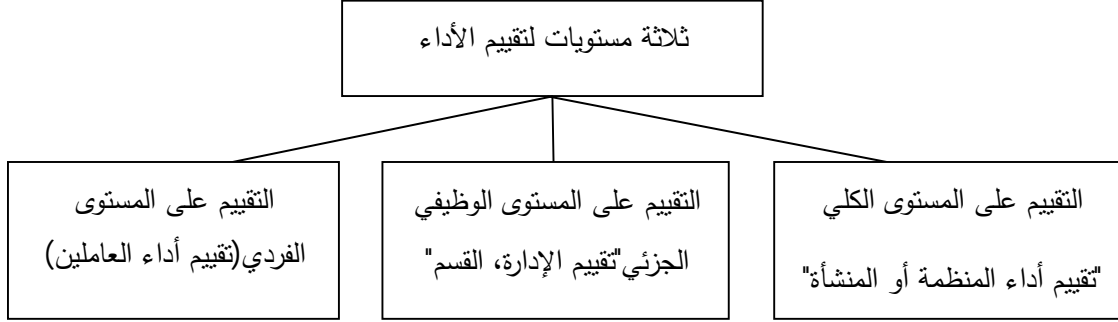 ثلاثة مستويات لتقييم الأداء
التقييم على المستوى الكلي
"تقييم أداء المنظمة أو المنشأة"
التقييم على المستوى الوظيفي
الجزئي"تقييم الإدارة، القسم"
التقييم على المستوى
الفردي(تقييم أداء العاملين)